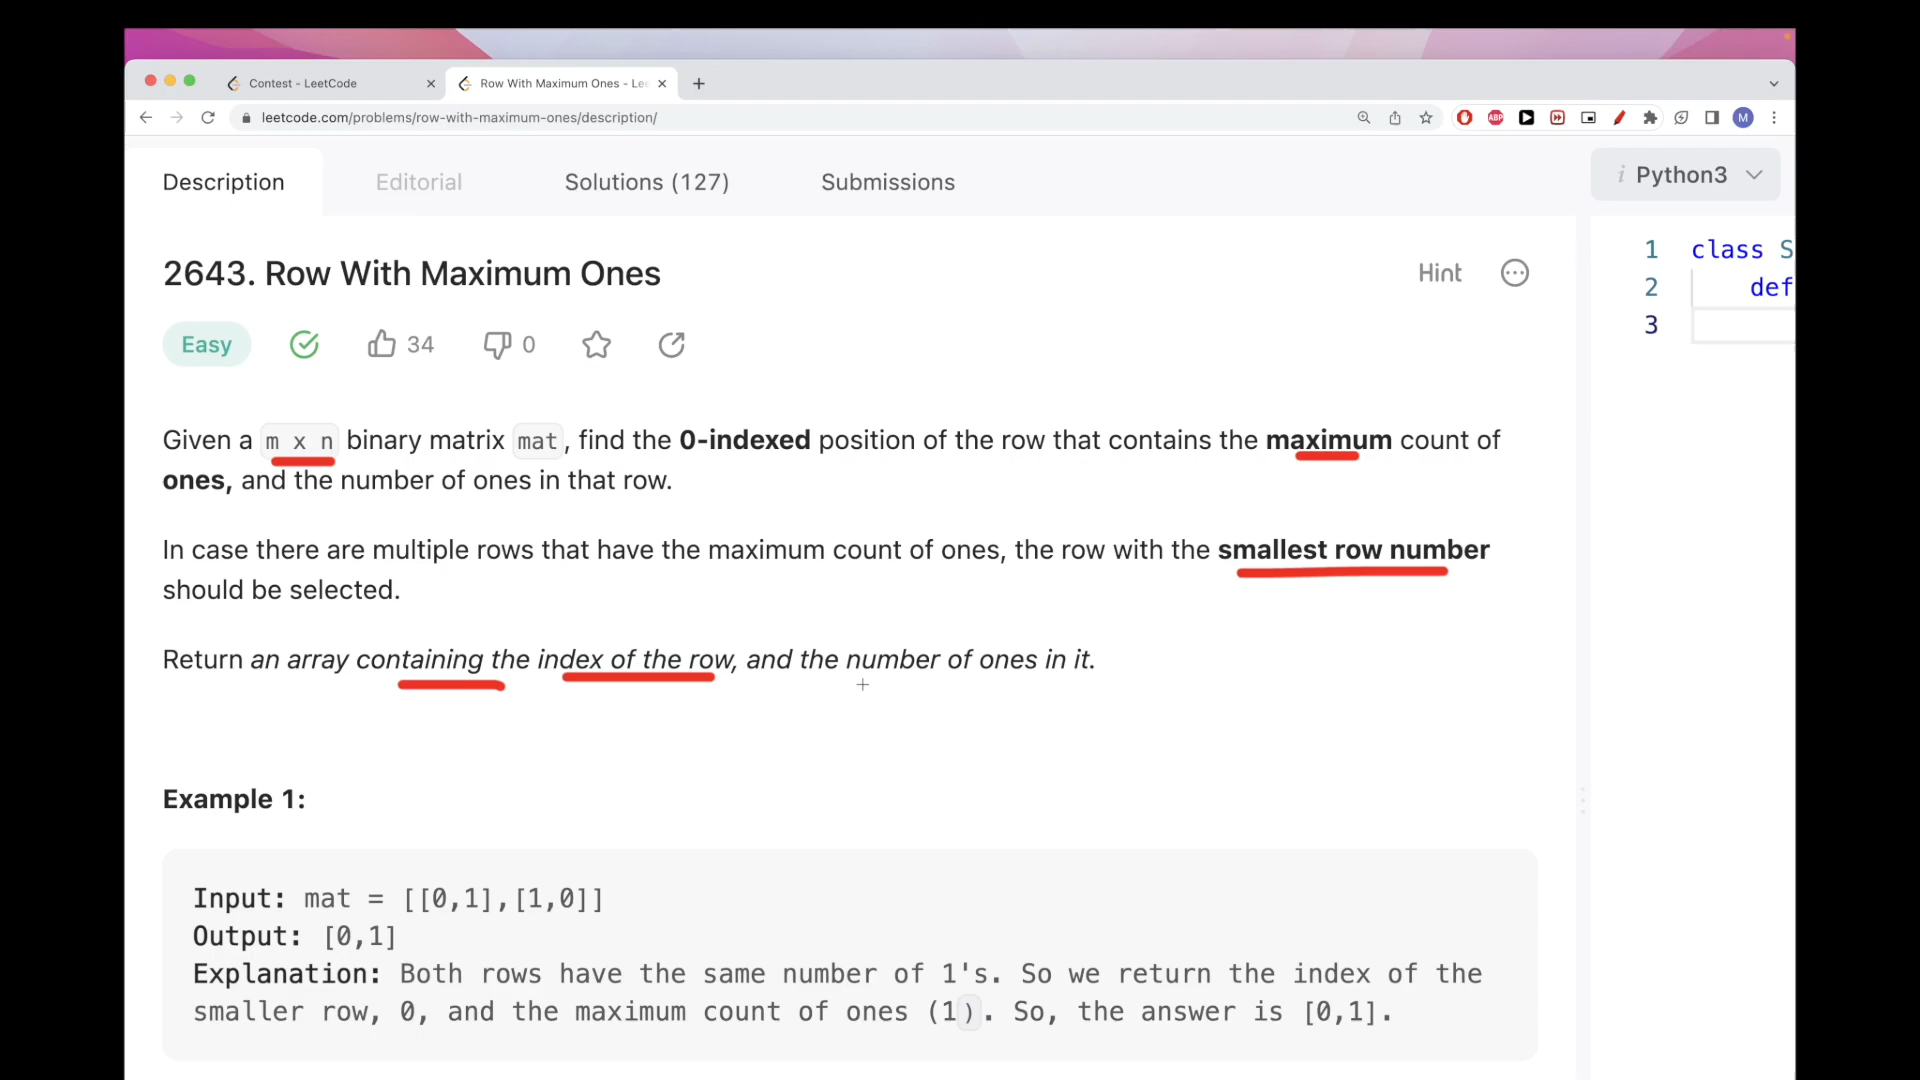 Contest - LeetCode
Row With Maximum Ones - Lee
leetcode.com/problems/row-with-maximum-ones/description/
ABP
M
Description
Editorial
Solutions (127)
Submissions
i Python3
2643. Row With Maximum Ones
Hint
Easy
34
0
Given a m x n binary matrix mat, find the 0-indexed position of the row that contains the maximum count of
ones, and the number of ones in that row.
In case there are multiple rows that have the maximum count of ones, the row with the smallest row number
should be selected.
Return an array containing the index of the row, and the number of ones in it.
Example 1:
Input: mat = [[0,1],[1,0]]
Output: [0,1]
Explanation: Both rows have the same number of 1's. So we return the index of the
smaller row, 0, and the maximum count of ones (1). So, the answer is [0,1].
1 class S
2 def
3